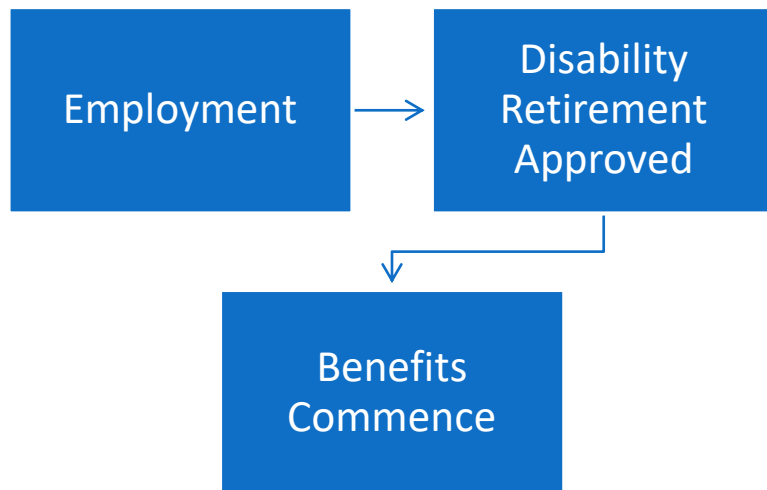 Employment
Disability
Retirement
Approved
Benefits
Commence